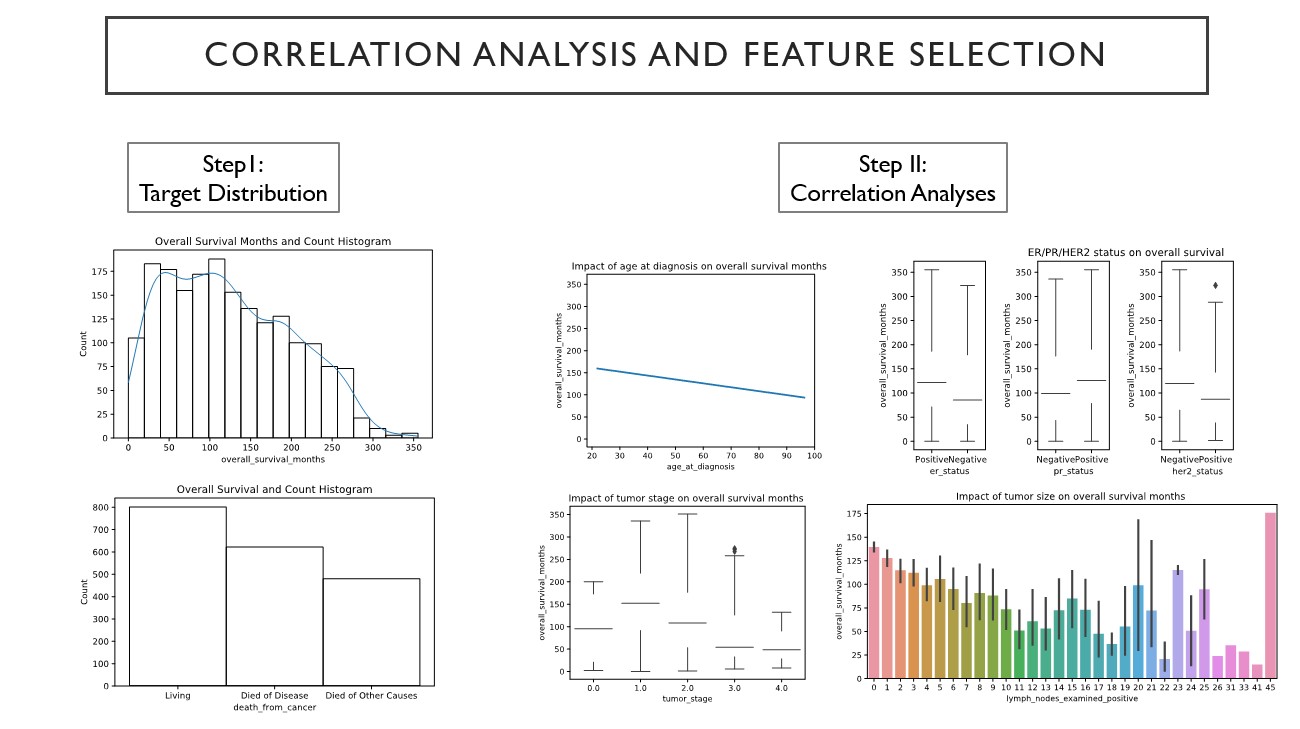 CORRELATION ANALYSIS AND FEATURE SELECTION
Step1:
Target Distribution
Step II:
Correlation Analyses
Overall Survival Months and Count Histogram
Count
175
150
125
100
75
50
25
0
0 50 100 150 200 250 300 350
overall_survival_months
Overall Survival and Count Histogram
Count
800
700
600
500
400
300
200
100
0
Living Died of Disease Died of Other Causes
death_from_cancer
Impact of age at diagnosis on overall survival months
overall_survival_months
350
300
250
200
150
100
50
0
20 30 40 50 60 70 80 90 100
age_at_diagnosis
ER/PR/HER2 status on overall survival
overall_survival_months
350
300
250
200
150
100
50
0
PositiveNegative
er_status
overall_survival_months
350
300
250
200
150
100
50
0
NegativePositive
pr_status
overall_survival_months
350
300
250
200
150
100
50
0
NegativePositive
her2_status
Impact of tumor stage on overall survival months
overall_survival_months
350
300
250
200
150
100
50
0
0.0 1.0 2.0 3.0 4.0
tumor_stage
Impact of tumor size on overall survival months
overall_survival_months
175
150
125
100
75
50
25
0
0 1 2 3 4 5 6 7 8 9 10 11 12 13 14 15 16 17 18 19 20 21 22 23 24 25 26 31 33 41 45
lymph_nodes_examined_positive